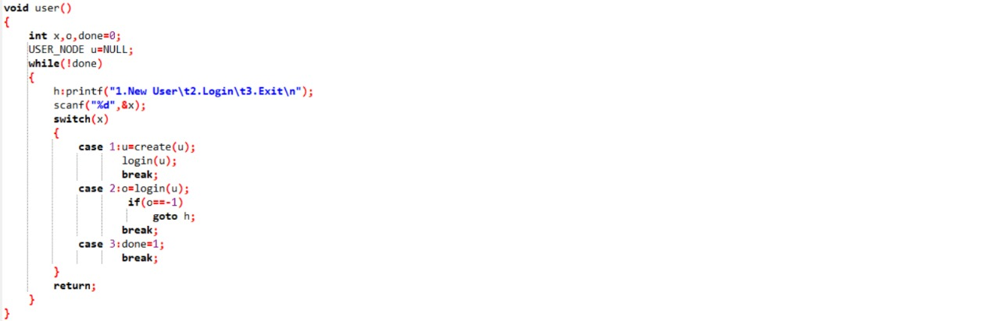 void user()
{
    int x,o,done=0;
    USER_NODE u=NULL;
    while(!done)
    {
        h:printf("1.New User\t2.Login\t3.Exit\n");
        scanf("%d",&x);
        switch(x)
        {
            case 1:u=create(u);
                   login(u);
                   break;
            case 2:o=login(u);
                    if(o==-1)
                        goto h;
                   break;
            case 3:done=1;
                   break;
        }
        return;
    }
}